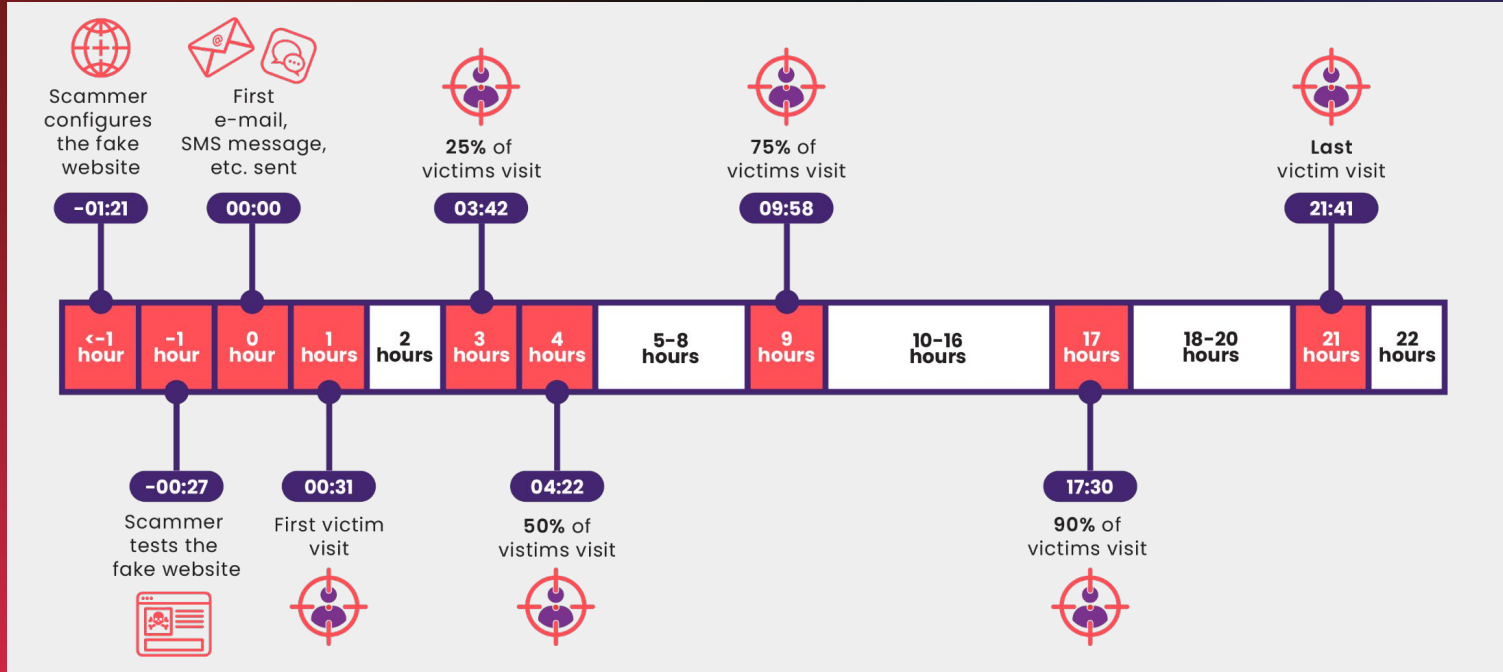 Scammer
configures
the fake
website
-01:21
First
e-mail,
SMS message,
etc. sent
00:00
25% of
victims visit
03:42
75% of
victims visit
09:58
Last
victim visit
21:41
<-1
hour
-1
hour
0
hour
1
hours
2
hours
3
hours
4
hours
5-8
hours
9
hours
10-16
hours
17
hours
18-20
hours
21
hours
22
hours
-00:27
Scammer
tests the
fake website
00:31
First victim
visit
04:22
50% of
vistims visit
17:30
90% of
victims visit